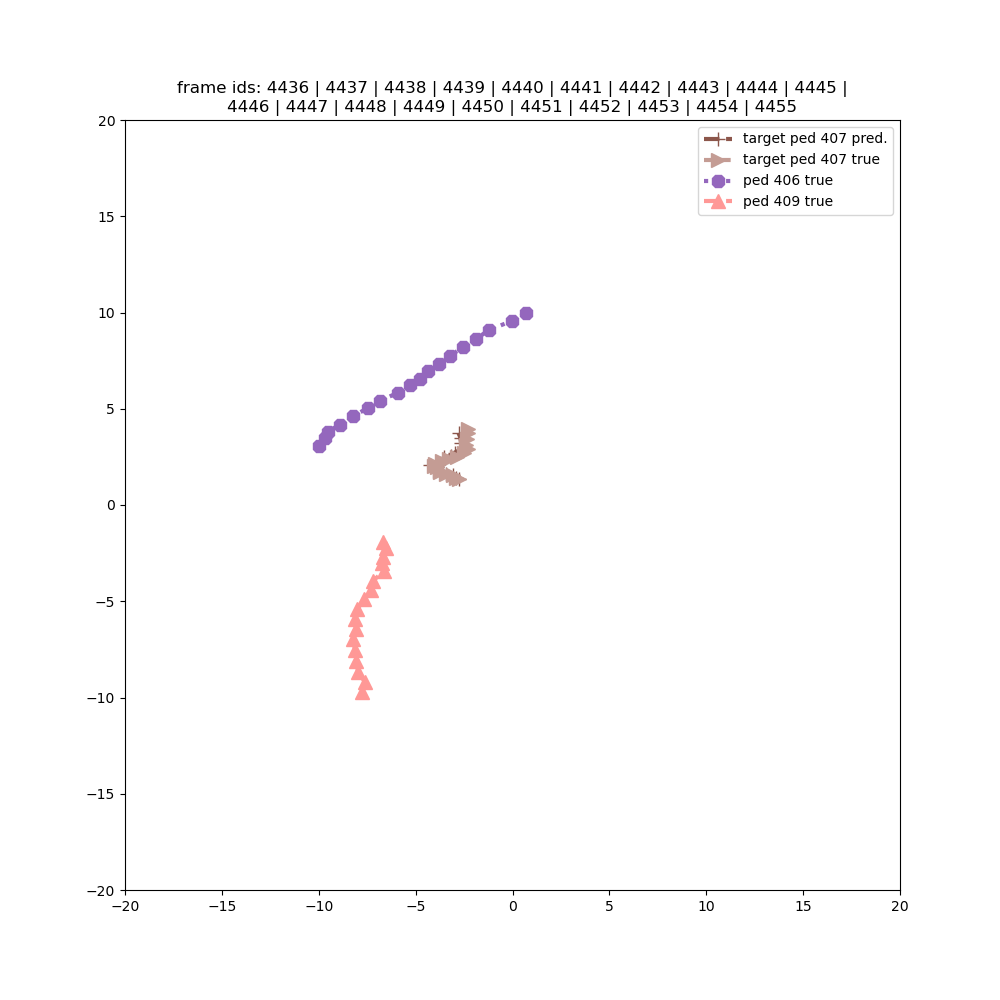 frame ids: 4436 | 4437 | 4438 | 4439 | 4440 | 4441 | 4442 | 4443 | 4444 | 4445 |
4446 | 4447 | 4448 | 4449 | 4450 | 4451 | 4452 | 4453 | 4454 | 4455
target ped 407 pred.
target ped 407 true
ped 406 true
ped 409 true
20
15
10
5
0
−5
−10
−15
−20
−20 −15 −10 −5 0 5 10 15 20